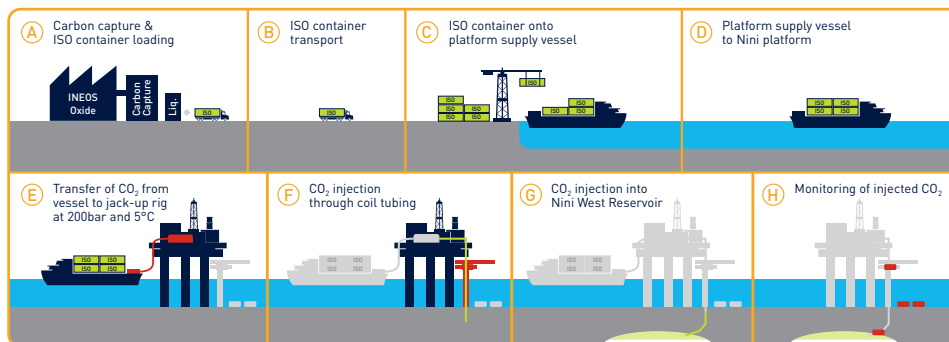 A
Carbon capture &
ISO container loading
INEOS
Oxide
Carbon
Capture
Liq.
ISO
B
ISO container
transport
ISO
C
ISO container onto
platform supply vessel
ISO
ISO
ISO ISO
ISO ISO
ISO
ISO ISO
D
Platform supply vessel
to Nini platform
ISO ISO
ISO ISO
E
Transfer of CO₂ from
vessel to jack-up rig
at 200bar and 5°C
ISO ISO
ISO ISO
F
CO₂ injection
through coil tubing
ISO ISO
ISO ISO
G
CO₂ injection into
Nini West Reservoir
ISO ISO
ISO ISO
H
Monitoring of injected CO₂